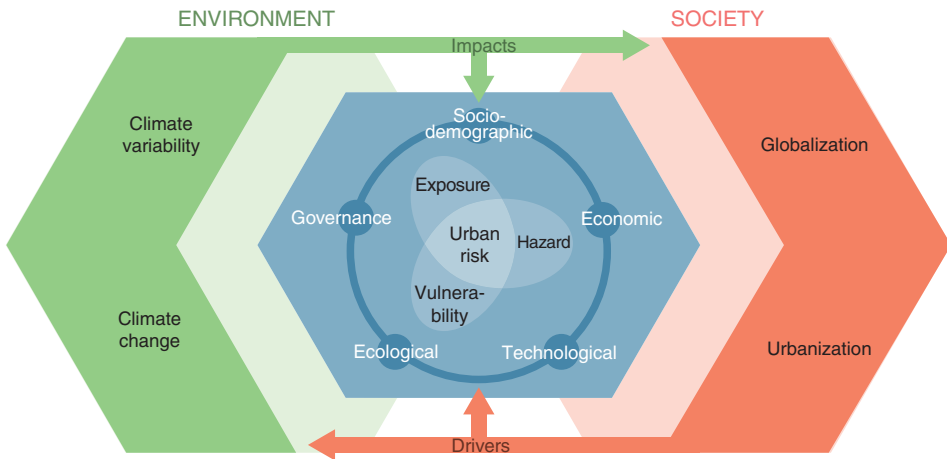 ENVIRONMENT
SOCIETY
Impacts
Climate
variability
Socio-
demographic
Globalization
Exposure
Governance
Economic
Urban
risk
Hazard
Vulnera-
bility
Climate
change
Ecological
Technological
Urbanization
Drivers